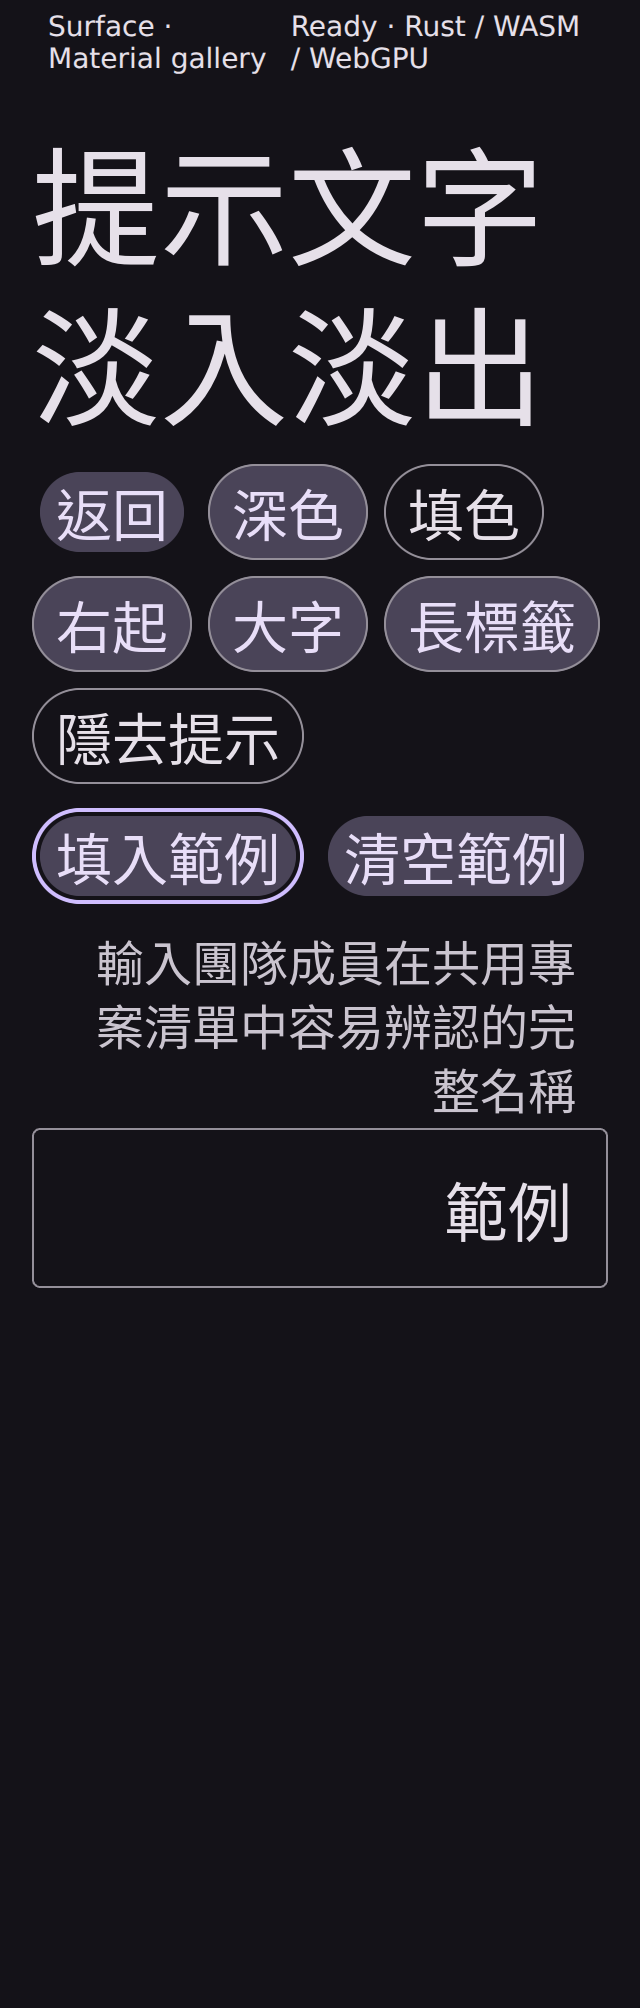 Surface ·
Material gallery
Ready · Rust / WASM
/ WebGPU
提示文字
淡入淡出
返回
深色
填色
右起
大字
長標籤
隱去提示
填入範例
清空範例
輸入團隊成員在共用專
案清單中容易辨認的完
整名稱
範例